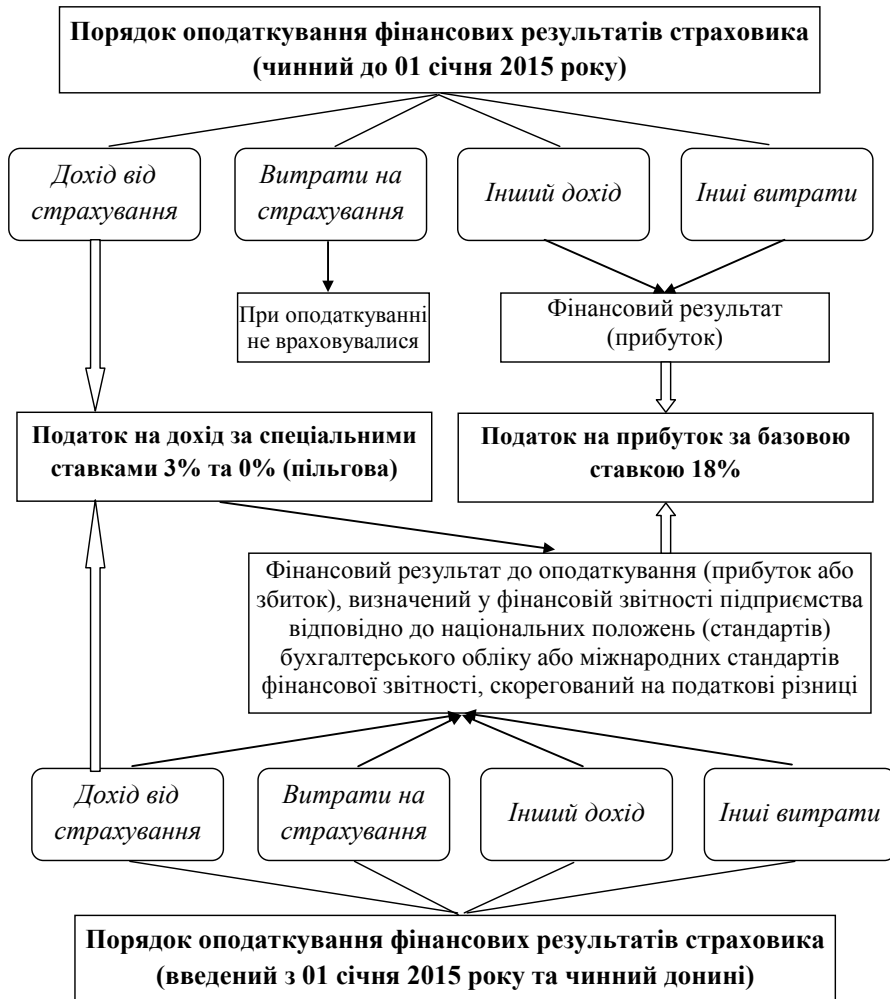 Порядок оподаткування фінансових результатів страховика
(чинний до 01 січня 2015 року)
Дохід від
страхування
Витрати на
страхування
Інший дохід
Інші витрати
При оподаткуванні
не враховувалися
Фінансовий результат
(прибуток)
Податок на дохід за спеціальними
ставками 3% та 0% (пільгова)
Податок на прибуток за базовою
ставкою 18%
Фінансовий результат до оподаткування (прибуток або
збиток), визначений у фінансовій звітності підприємства
відповідно до національних положень (стандартів)
бухгалтерського обліку або міжнародних стандартів
фінансової звітності, скорегований на податкові різниці
Дохід від
страхування
Витрати на
страхування
Інший дохід
Інші витрати
Порядок оподаткування фінансових результатів страховика
(введений з 01 січня 2015 року та чинний донині)